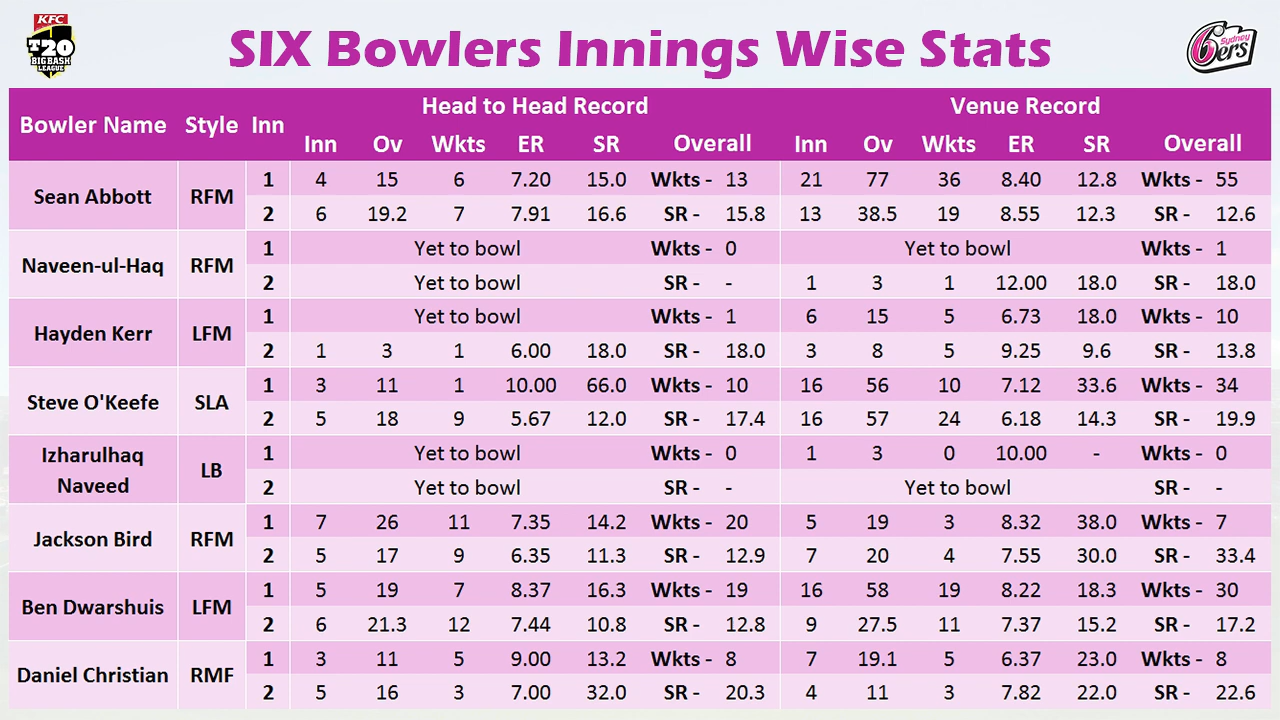 KFC
T20
BIG BASH
LEAGUE
SIX Bowlers Innings Wise Stats
Sydney
6ers
Bowler Name Style Inn Head to Head Record Venue Record
Inn Ov Wkts ER SR Overall Inn Ov Wkts ER SR Overall
Sean Abbott RFM
1 4 15 6 7.20 15.0 Wkts - 13 21 77 36 8.40 12.8 Wkts - 55
2 6 19.2 7 7.91 16.6 SR - 15.8 13 38.5 19 8.55 12.3 SR - 12.6
Naveen-ul-Haq RFM
1 Yet to bowl Wkts - 0 Yet to bowl Wkts - 1
2 Yet to bowl SR - - 1 3 1 12.00 18.0 SR - 18.0
Hayden Kerr LFM
1 Yet to bowl Wkts - 1 6 15 5 6.73 18.0 Wkts - 10
2 1 3 1 6.00 18.0 SR - 18.0 3 8 5 9.25 9.6 SR - 13.8
Steve O'Keefe SLA
1 3 11 1 10.00 66.0 Wkts - 10 16 56 10 7.12 33.6 Wkts - 34
2 5 18 9 5.67 12.0 SR - 17.4 16 57 24 6.18 14.3 SR - 19.9
Izharulhaq
Naveed LB
1 Yet to bowl Wkts - 0 1 3 0 10.00 - Wkts - 0
2 Yet to bowl SR - - Yet to bowl SR - -
Jackson Bird RFM
1 7 26 11 7.35 14.2 Wkts - 20 5 19 3 8.32 38.0 Wkts - 7
2 5 17 9 6.35 11.3 SR - 12.9 7 20 4 7.55 30.0 SR - 33.4
Ben Dwarshuis LFM
1 5 19 7 8.37 16.3 Wkts - 19 16 58 19 8.22 18.3 Wkts - 30
2 6 21.3 12 7.44 10.8 SR - 12.8 9 27.5 11 7.37 15.2 SR - 17.2
Daniel Christian RMF
1 3 11 5 9.00 13.2 Wkts - 8 7 19.1 5 6.37 23.0 Wkts - 8
2 5 16 3 7.00 32.0 SR - 20.3 4 11 3 7.82 22.0 SR - 22.6